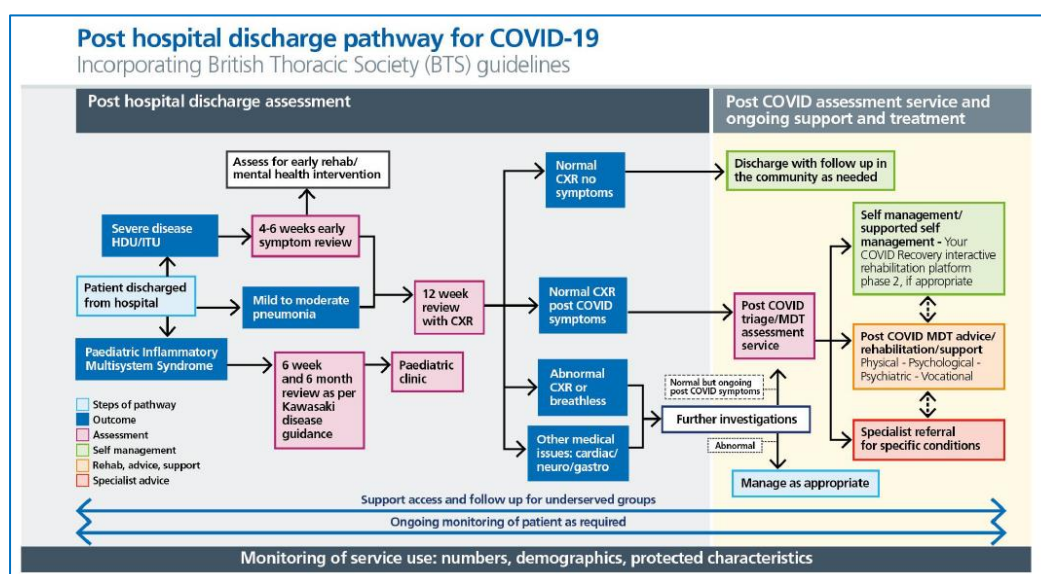 Post hospital discharge pathway for COVID-19
Incorporating British Thoracic Society (BTS) guidelines
Post hospital discharge assessment
Post COVID assessment service and
ongoing support and treatment
Assess for early rehab/
mental health intervention
Severe disease
HDU/ITU
4-6 weeks early
symptom review
Patient discharged
from hospital
Mild to moderate
pneumonia
Paediatric Inflammatory
Multisystem Syndrome
6 week
and 6 month
review as per
Kawasaki
disease
guidance
Paediatric
clinic
12 week
review
with CXR
Normal
CXR no
symptoms
Normal CXR
post COVID
symptoms
Abnormal
CXR or
breathless
Other medical
issues: cardiac/
neuro/gastro
Discharge with follow up in
the community as needed
Post COVID
triage/MDT
assessment
service
Normal but ongoing
post COVID symptoms
Further investigations
Abnormal
Manage as appropriate
Self management/
supported self
management - Your
COVID Recovery interactive
rehabilitation platform
phase 2, if appropriate
Post COVID MDT advice/
rehabilitation/support
Physical - Psychological -
Psychiatric - Vocational
Specialist referral
for specific conditions
Steps of pathway
Outcome
Assessment
Self management
Rehab, advice, support
Specialist advice
Support access and follow up for underserved groups
Ongoing monitoring of patient as required
Monitoring of service use: numbers, demographics, protected characteristics